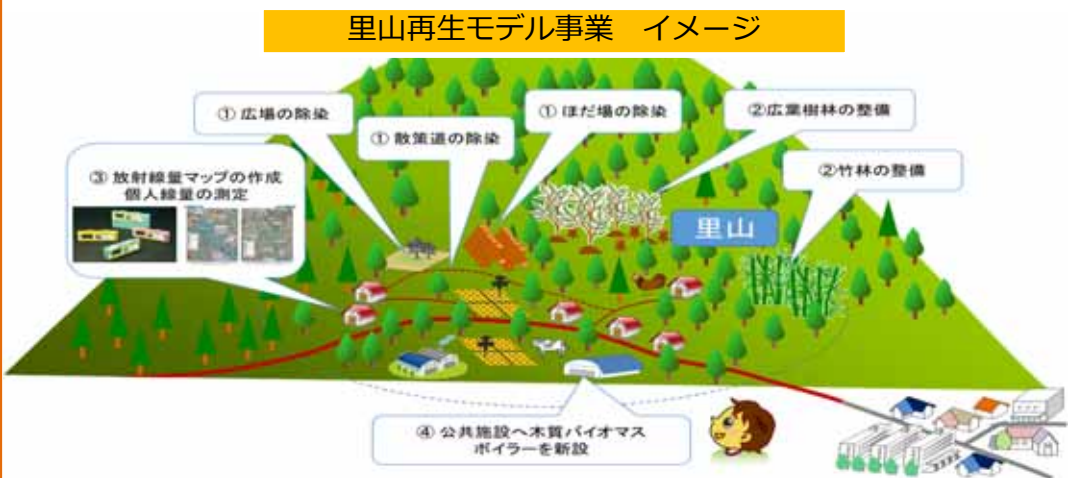 里山再生モデル事業　イメージ
① 広場の除染
① 散策道の除染
① ほだ場の除染
②広業樹林の整備
②竹林の整備
③ 放射線量マップの作成
個人線量の測定
里山
④ 公共施設へ木質バイオマス
ボイラーを新設